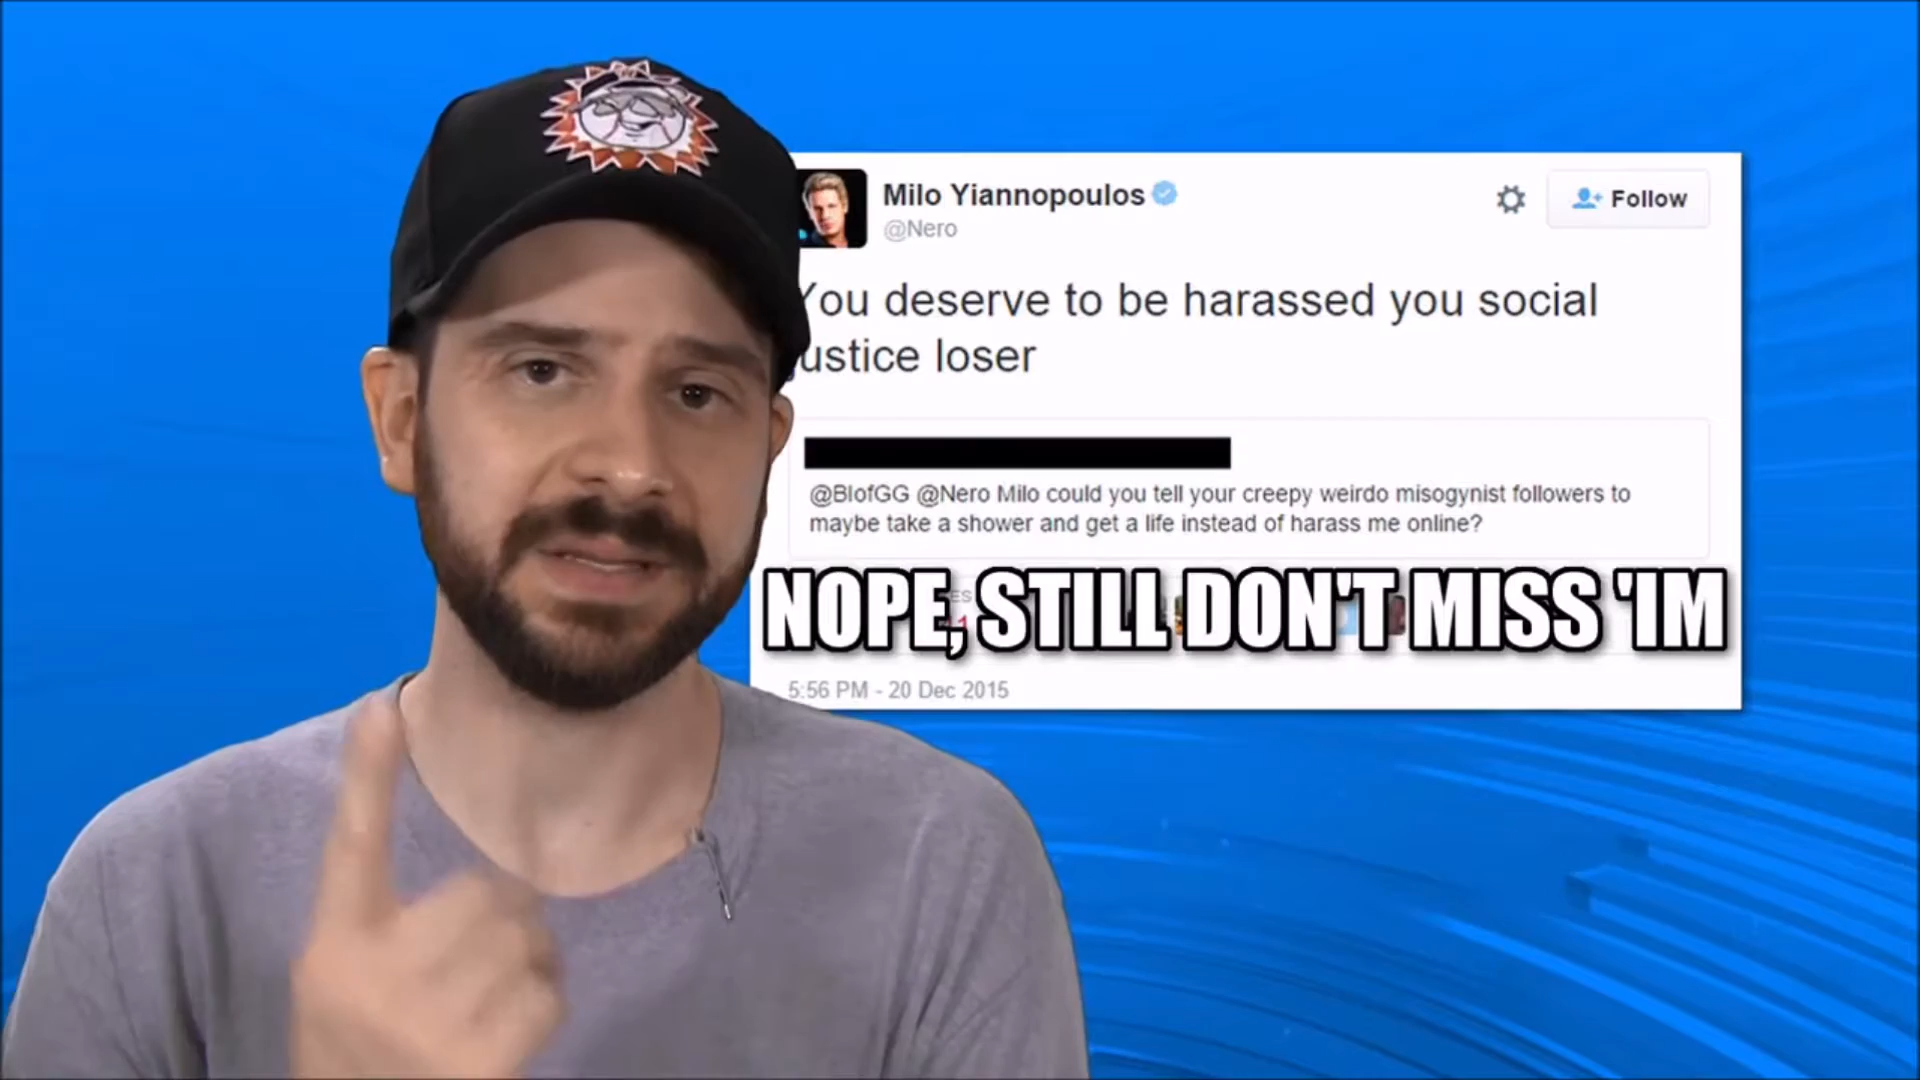 Milo Yiannopoulos
@Nero
Follow
You deserve to be harassed you social
justice loser
@BlofGG @Nero Milo could you tell your creepy weirdo misogynist followers to
maybe take a shower and get a life instead of harass me online?
NOPE, STILL DON'T MISS 'IM
5:56 PM - 20 Dec 2015